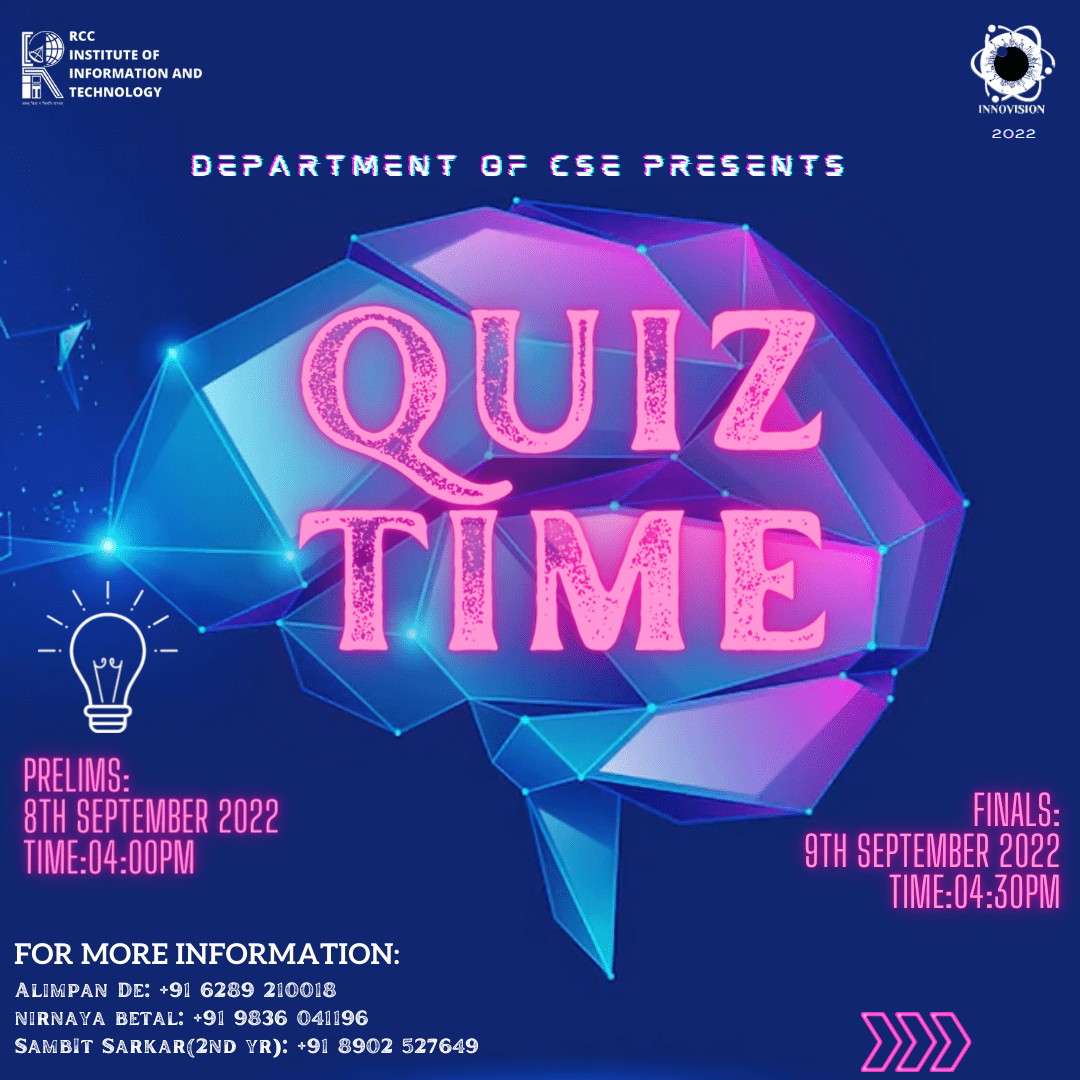 RCC
INSTITUTE OF
INFORMATION AND
TECHNOLOGY
INNOVISION
2022
DEPARTMENT OF CSE PRESENTS
QUIZ
TIME
PRELIMS:
8TH SEPTEMBER 2022
TIME:04:00PM
FINALS:
9TH SEPTEMBER 2022
TIME:04:30PM
FOR MORE INFORMATION:
Alimpan De: +91 6289 210018
nirnaya betal: +91 9836 041196
Sambit Sarkar(2nd yr): +91 8902 527649